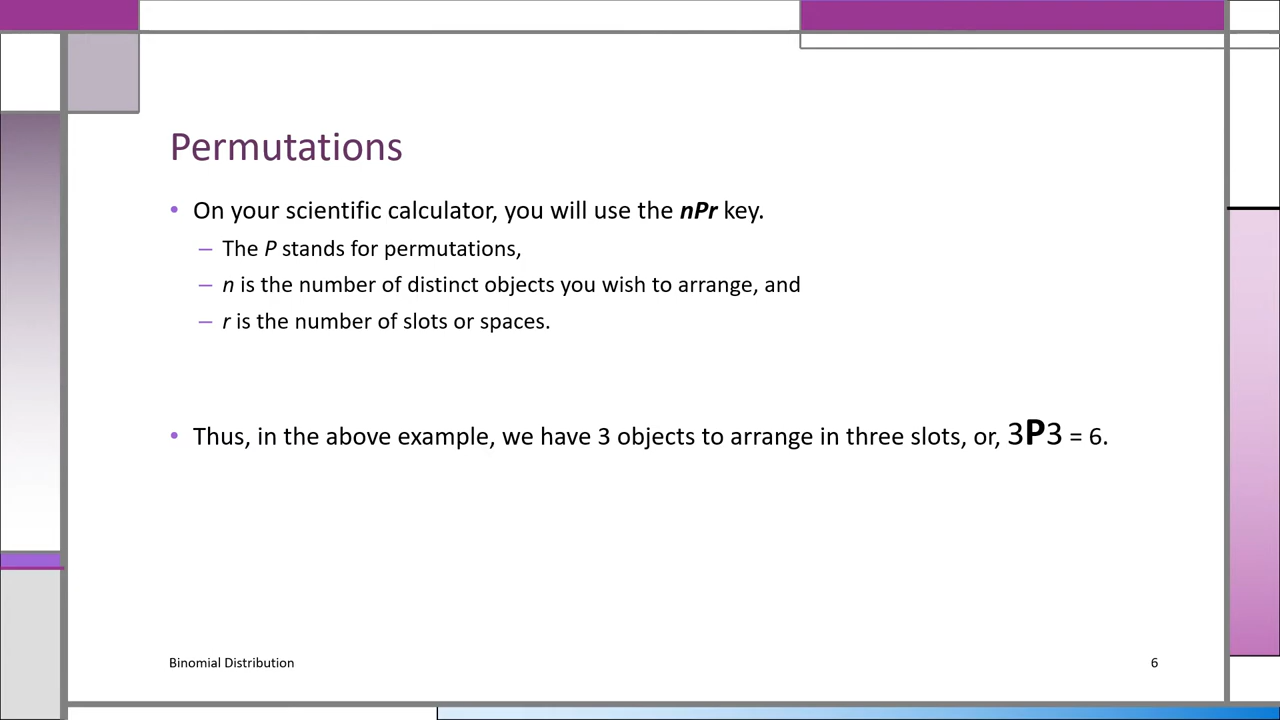 Permutations
• On your scientific calculator, you will use the nPr key.
– The P stands for permutations,
– n is the number of distinct objects you wish to arrange, and
– r is the number of slots or spaces.
• Thus, in the above example, we have 3 objects to arrange in three slots, or, 3P3 = 6.
Binomial Distribution
6